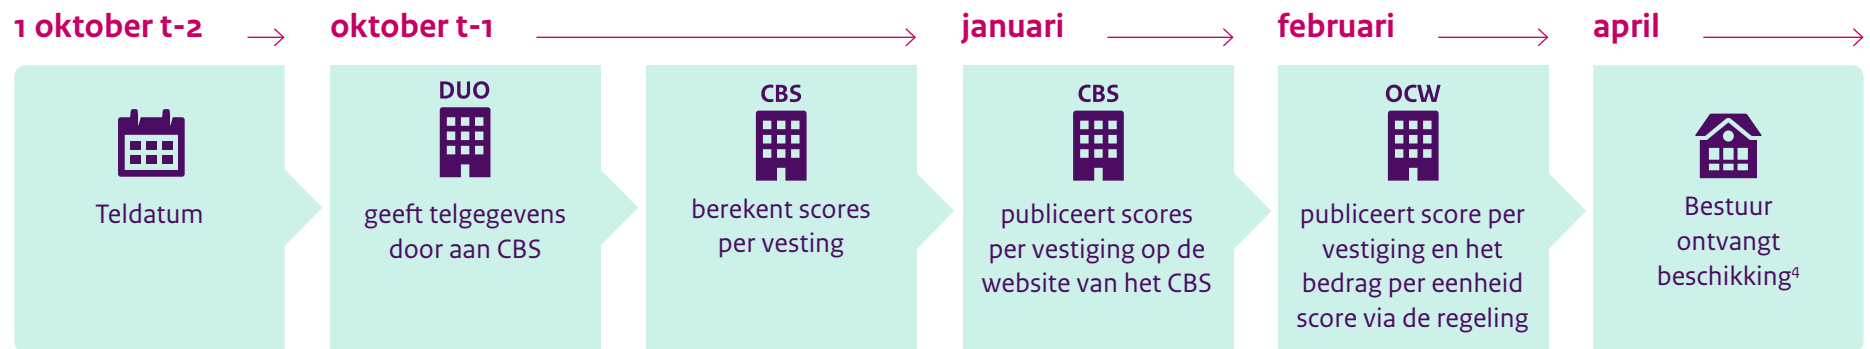 1 oktober t-2
oktober t-1
januari
februari
april
Teldatum
DUO
geeft telgegevens
door aan CBS
CBS
berekent scores
per vesting
CBS
publiceert scores
per vestiging op de
website van het CBS
OCW
publiceert score per
vestiging en het
bedrag per eenheid
score via de regeling
Bestuur
ontvangt
beschikking⁴